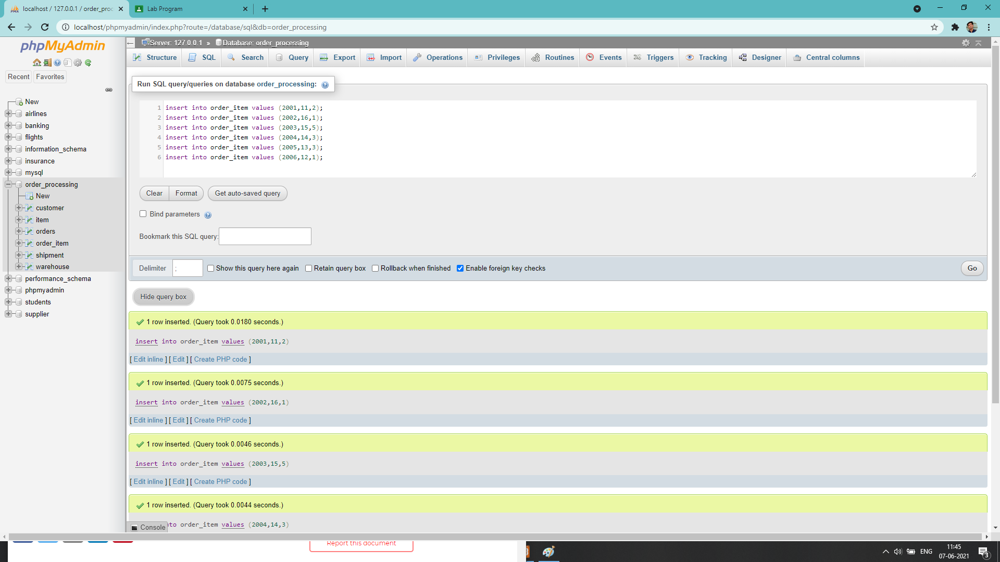 localhost / 127.0.0.1 / order_proc
Lab Program
localhost/phpmyadmin/index.php?route=/database/sql&db=order_processing
phpMyAdmin
Server: 127.0.0.1 » Database: order_processing
Structure SQL Search Query Export Import Operations Privileges Routines Events Triggers Tracking Designer Central columns
Recent Favorites
New
airlines
banking
flights
information_schema
insurance
mysql
order_processing
New
customer
item
orders
order_item
shipment
warehouse
performance_schema
phpmyadmin
students
supplier
Run SQL query/queries on database order_processing:
1 insert into order_item values (2001,11,2);
2 insert into order_item values (2002,16,1);
3 insert into order_item values (2003,15,5);
4 insert into order_item values (2004,14,3);
5 insert into order_item values (2005,13,3);
6 insert into order_item values (2006,12,1);
Clear Format Get auto-saved query
Bind parameters
Bookmark this SQL query:
Delimiter ; Show this query here again Retain query box Rollback when finished Enable foreign key checks Go
Hide query box
1 row inserted. (Query took 0.0180 seconds.)
insert into order_item values (2001,11,2)
[ Edit inline ] [ Edit ] [ Create PHP code ]
1 row inserted. (Query took 0.0075 seconds.)
insert into order_item values (2002,16,1)
[ Edit inline ] [ Edit ] [ Create PHP code ]
1 row inserted. (Query took 0.0046 seconds.)
insert into order_item values (2003,15,5)
[ Edit inline ] [ Edit ] [ Create PHP code ]
1 row inserted. (Query took 0.0044 seconds.)
into order_item values (2004,14,3)
Console
Report this document
ENG
11:45
07-06-2021
3